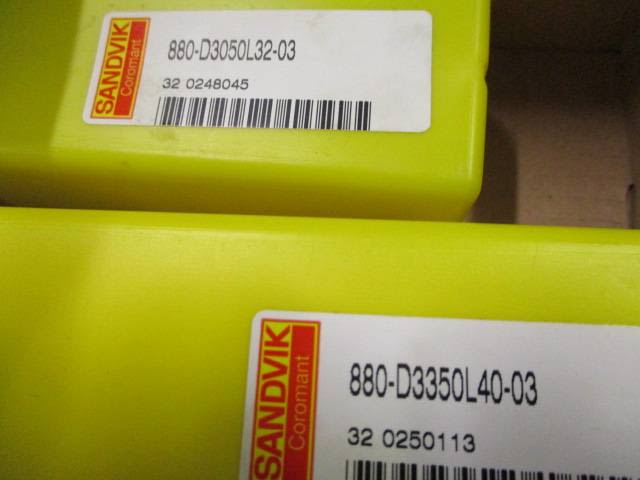 SANDVIK
Coromant
880-D3050L32-03
32 0248045
SANDVIK
Coromant
880-D3350L40-03
32 0250113